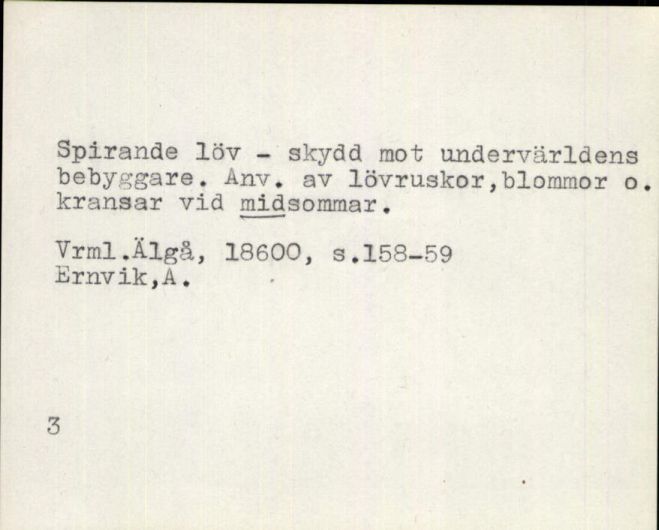 Spirande löv - skydd mot undervärldens
bebyggare. Anv. av lövruskor,blommor o.
kransar vid midsommar.
Vrml.Älgå, 18600, s.158-59
Ernvik,A.
3